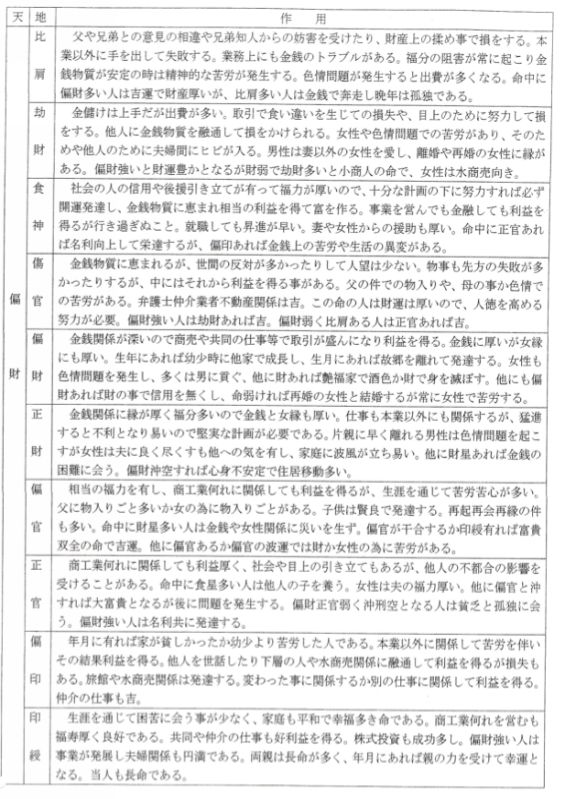 天 地 作用
偏財
比肩
父や兄弟との意見の相違や兄弟知人からの妨害を受けたり、財産上の揉め事で損をする。本
業以外に手を出して失敗する。業務上にも金銭のトラブルがある。福分の阻害が常に起こり金
銭物質が安定の時は精神的な苦労が発生する。色情問題が発生すると出費が多くなる。命中に
偏財多い人は吉運で財産厚いが、比肩多い人は金銭で奔走し晩年は孤独である。
劫財
金儲けは上手だが出費が多い。取引で食い違いを生じての損失や、目上のために努力して損
をする。他人に金銭物質を融通して損をかけられる。女性や色情問題での苦労があり、そのた
めや他人のために夫婦間にヒビが入る。男性は妻以外の女性を愛し、離婚や再婚の女性に縁が
ある。偏財強いと財運豊かとなるが財弱で劫財多いと小商人の命で、女性は水商売向き。
食神
社会の人の信用や後援引き立てが有って福力が厚いので、十分な計画の下に努力すれば必ず
開運発達し、金銭物質に恵まれ相当の利益を得て富を作る。事業を営んでも金融しても利益を
得るが行き過ぎぬこと。就職しても昇進が早い。妻や女性からの援助も厚い。命中に正官あれ
ば名利向上して栄達するが、偏印あれば金銭上の苦労や生活の異変がある。
傷官
金銭物質に恵まれるが、世間の反対が多かったりして人望は少ない。物事も先方の失敗が多
かったりするが、中にはそれから利益を得る事がある。父の件での物入りや、母の事か色情で
の苦労がある。弁護士仲介業者不動産関係は吉。この命の人は財運は厚いので、人徳を高める
努力が必要。偏財強い人は劫財あれば吉。偏財弱く比肩ある人は正官あれば吉。
偏財
金銭関係が深いので商売や共同の仕事等で取引が盛んになり利益を得る。金銭に厚いが女縁
にも厚い。生年にあれば幼少時に他家で成長し、生月にあれば故郷を離れて発達する。女性も
色情問題を発生し、多くは男に貢ぐ、他に財あれば艶福家で酒色か財で身を滅ぼす。他にも偏
財あれば財の事で信用を無くし、命弱ければ再婚の女性と結婚するが常に女性で苦労する。
正財
金銭関係に縁が厚く福分多いので金銭と女縁も厚い。仕事も本業以外にも関係するが、猛進
すると不利となり易いので堅実な計画が必要である。片親に早く離れる男性は色情問題を起こ
すが女性は夫に良く尽くすも他への気を有し、家庭に波風が立ち易い。他に財星あれば金銭の
困難に会う。偏財沖空すれば心身不安定で住居移動多い。
偏官
相当の福力を有し、商工業何れに関係しても利益を得るが、生涯を通じて苦労苦心が多い。
父に物入りごと多いか女の為に物入りごとがある。子供は賢良で発達する。再起再会再縁の件
も多い。命中に財星多い人は金銭や女性関係に災いを生ず。偏官が干合するか印綬有れば富貴
双全の命で吉運。他に偏官あるか偏官の波運では財か女性の為に苦労がある。
正官
商工業何れに関係しても利益厚く、社会や目上の引き立てもあるが、他人の不都合の影響を
受けることがある。命中に食星多い人は他人の子を養う。女性は夫の福力厚い。他に偏官と沖
すれば大富貴となるが後に問題を発生する。偏財正官弱く沖刑空となる人は貧乏と孤独に会
う。偏財強い人は名利共に発達する。
偏印
年月に有れば家が貧しかったか幼少より苦労した人である。本業以外に関係して苦労を伴い
その結果利益を得る。他人を世話したり下層の人や水商売関係に融通して利益を得るが損失も
ある。旅館や水商売関係は発達する。変わった事に関係するか別の仕事に関係して利益を得る。
仲介の仕事も吉。
印綬
生涯を通じて困苦に会う事が少なく、家庭も平和で幸福多き命である。商工業何れを営むも
福寿厚く良好である。共同や仲介の仕事も好利益を得る。株式投資も成功多し。偏財強い人は
事業が発展し夫婦関係も円満である。両親は長命が多く、年月にあれば親の力を受けて幸運と
なる。当人も長命である。